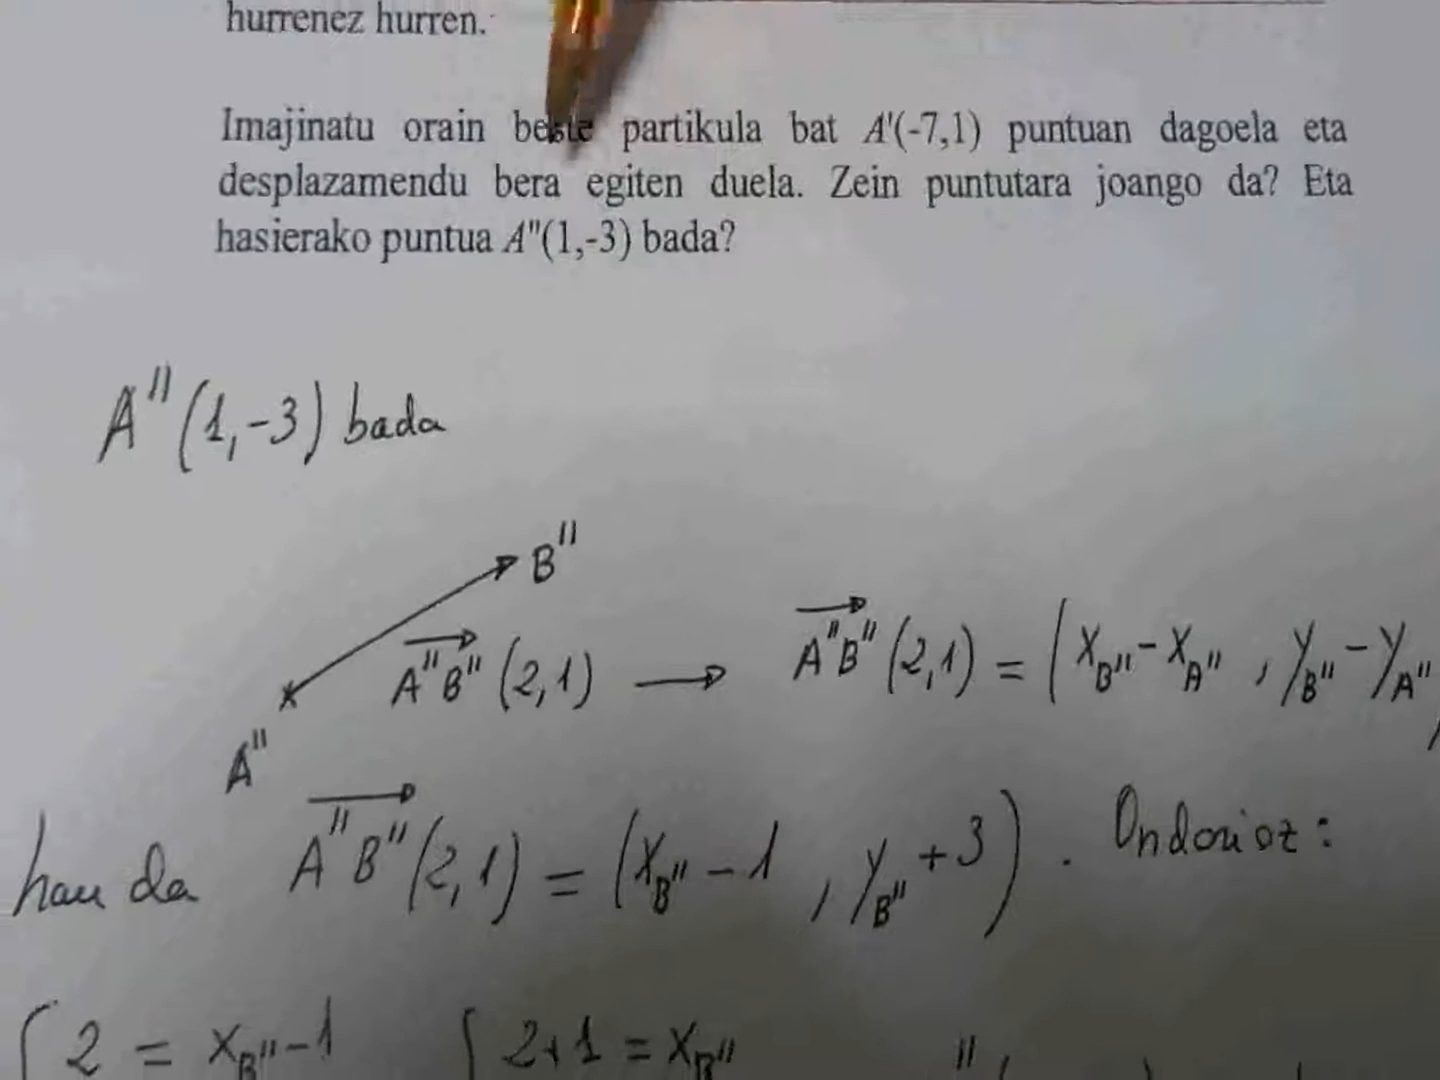 hurrenez hurren.
Imajinatu orain beste partikula bat A'(-7,1) puntuan dagoela eta
desplazamendu bera egiten duela. Zein puntutara joango da? Eta
hasierako puntua A"(1,-3) bada?
A"(1,-3) bada
B"
A"B"(2,1) → A"B"(2,1) = (x_B" - x_A", y_B" - y_A"
A"
hau da A"B"(2,1) = (x_B" - 1, y_B" + 3). Ondorioz:
{ 2 = x_B" - 1 { 2+1 = x_B"